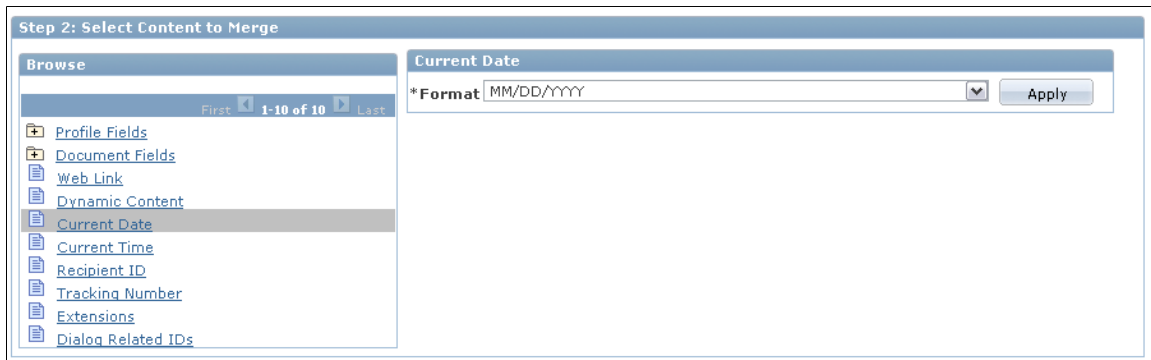 Step 2: Select Content to Merge
Browse
First 1-10 of 10 Last
Profile Fields
Document Fields
Web Link
Dynamic Content
Current Date
Current Time
Recipient ID
Tracking Number
Extensions
Dialog Related IDs
Current Date
*Format MM/DD/YYYY Apply